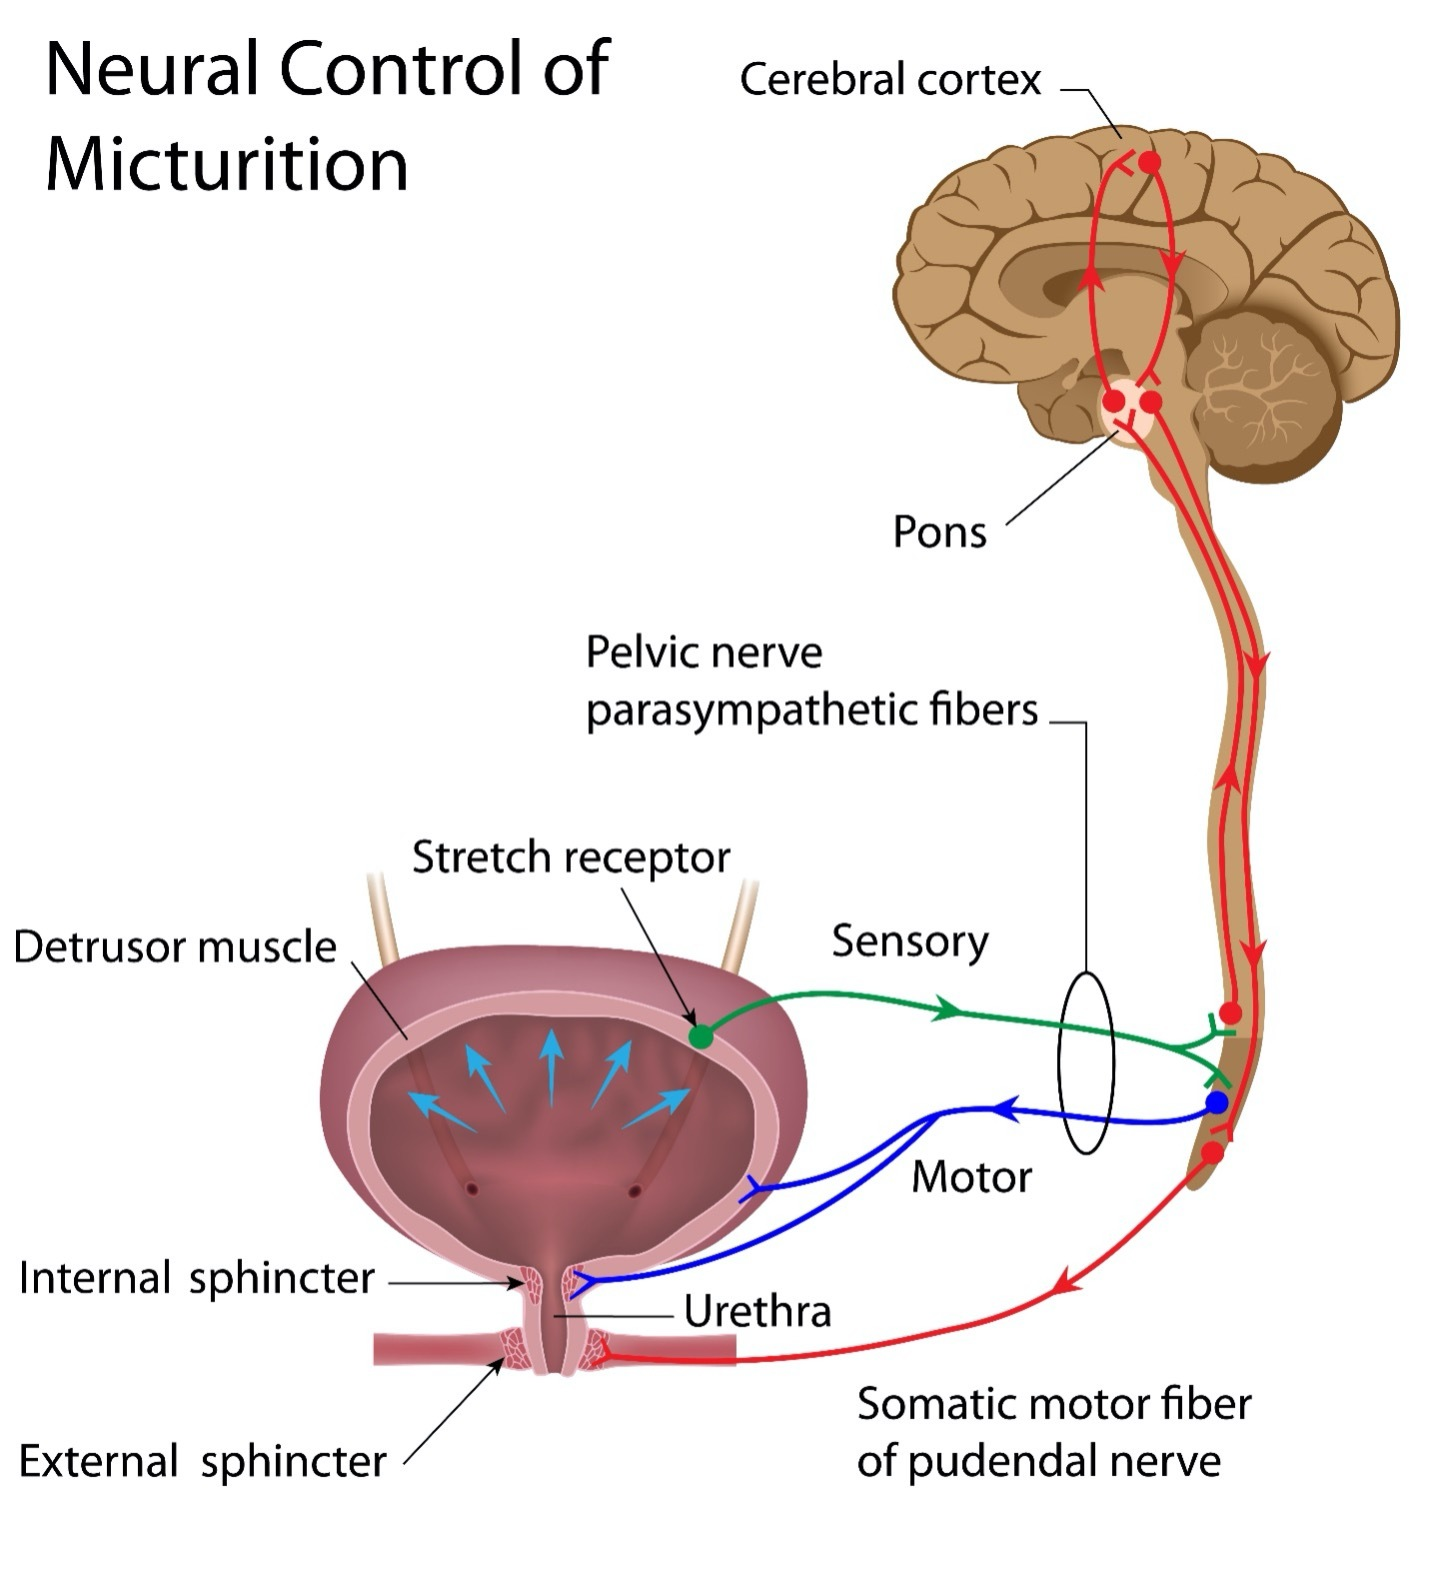 Neural Control of
Micturition
Cerebral cortex
Pons
Pelvic nerve
parasympathetic fibers
Stretch receptor
Detrusor muscle
Sensory
Motor
Internal sphincter
Urethra
External sphincter
Somatic motor fiber
of pudendal nerve